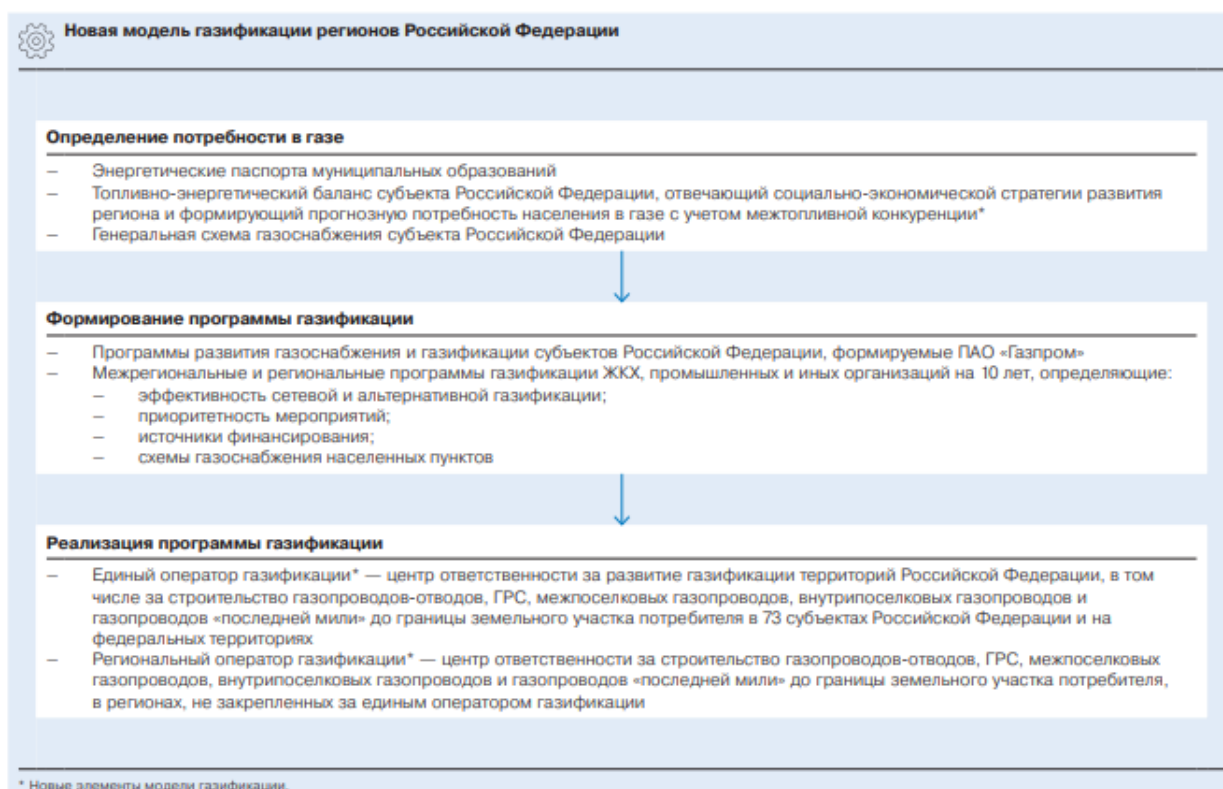 Новая модель газификации регионов Российской Федерации
Определение потребности в газе
– Энергетические паспорта муниципальных образований
– Топливно-энергетический баланс субъекта Российской Федерации, отвечающий социально-экономической стратегии развития
региона и формирующий прогнозную потребность населения в газе с учетом межтопливной конкуренции*
– Генеральная схема газоснабжения субъекта Российской Федерации
Формирование программы газификации
– Программы развития газоснабжения и газификации субъектов Российской Федерации, формируемые ПАО «Газпром»
– Межрегиональные и региональные программы газификации ЖКХ, промышленных и иных организаций на 10 лет, определяющие:
– эффективность сетевой и альтернативной газификации;
– приоритетность мероприятий;
– источники финансирования;
– схемы газоснабжения населенных пунктов
Реализация программы газификации
– Единый оператор газификации* — центр ответственности за развитие газификации территорий Российской Федерации, в том
числе за строительство газопроводов-отводов, ГРС, межпоселковых газопроводов, внутрипоселковых газопроводов и
газопроводов «последней мили» до границы земельного участка потребителя в 73 субъектах Российской Федерации и на
федеральных территориях
– Региональный оператор газификации* — центр ответственности за строительство газопроводов-отводов, ГРС, межпоселковых
газопроводов, внутрипоселковых газопроводов и газопроводов «последней мили» до границы земельного участка потребителя,
в регионах, не закрепленных за единым оператором газификации
* Новые элементы модели газификации.